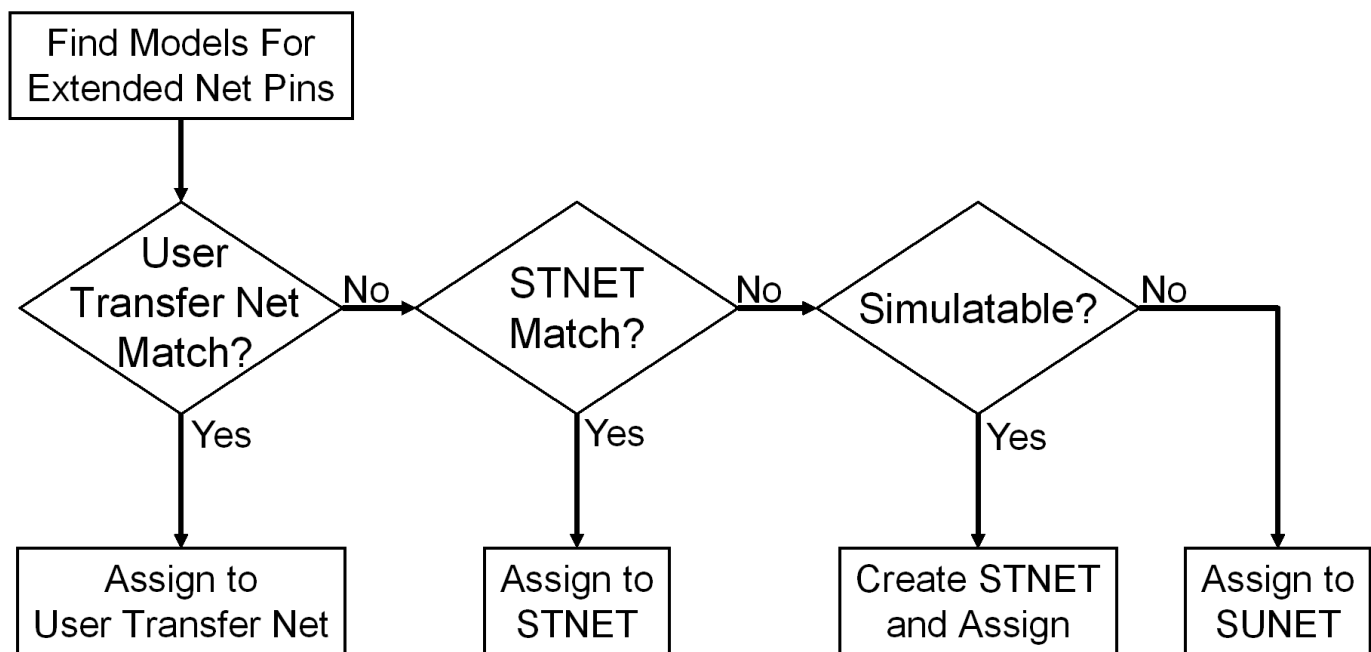 Find Models For
Extended Net Pins
User
Transfer Net
Match?
No
STNET
Match?
No
Simulatable?
No
Yes
Yes
Yes
Assign to
User Transfer Net
Assign to
STNET
Create STNET
and Assign
Assign to
SUNET